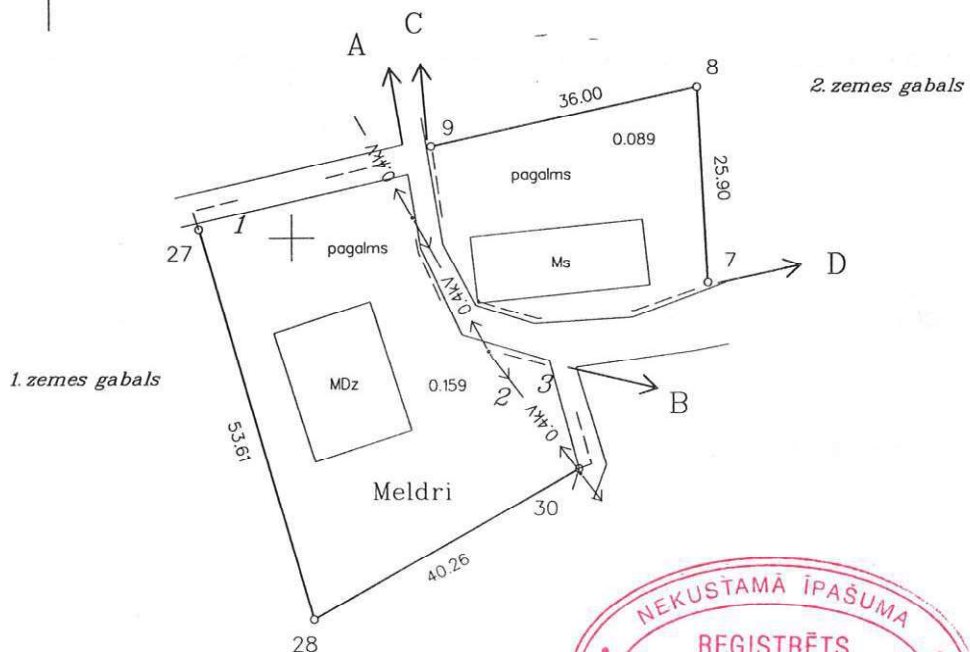 A
C
8
2. zemes gabals
36.00
9
0.089
0.4kV
pagalms
25.90
1
27
pagalms
Ms
7
D
0.4kV
1. zemes gabals
MDz
0.159
2
3
B
0.4kV
53.61
Meldri
30
40.26
28
NEKUSTAMĀ ĪPAŠUMA
REĢISTRĒTS